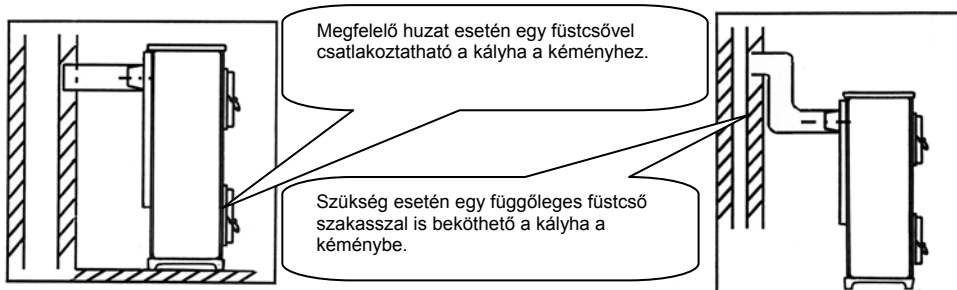 Megfelelő huzat esetén egy füstcsővel
csatlakoztatható a kályha a kéményhez.
Szükség esetén egy függőleges füstcső
szakasszal is beköthető a kályha a
kéménybe.